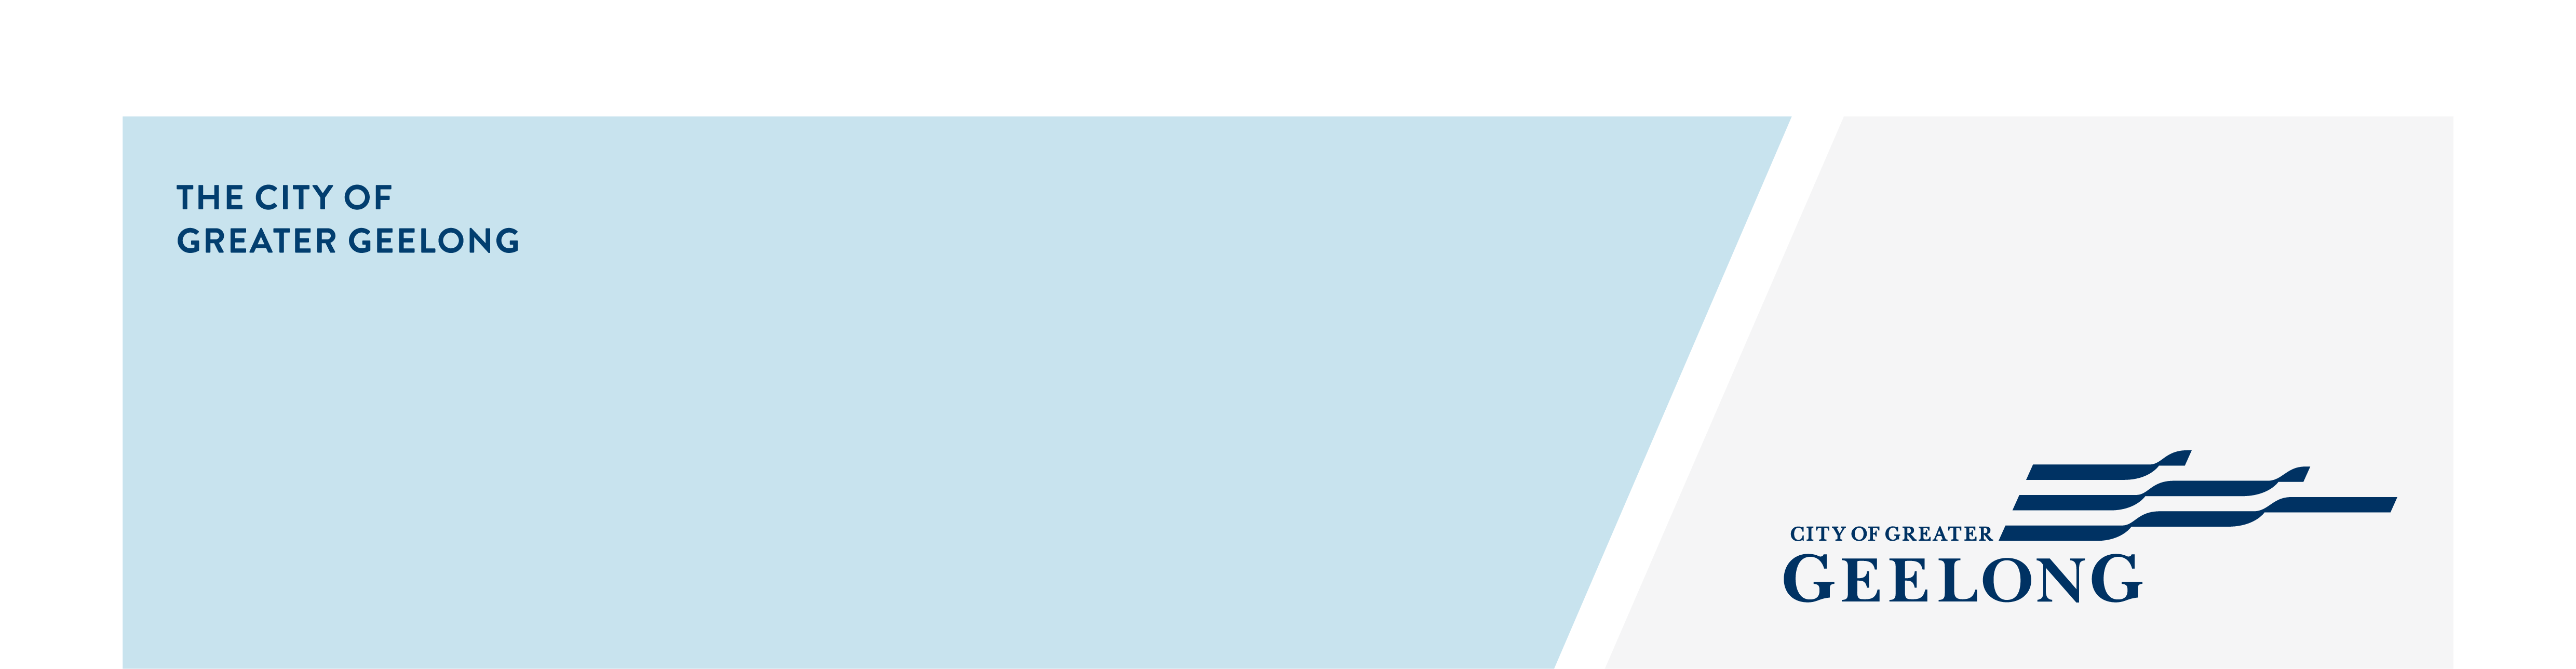 THE CITY OF
GREATER GEELONG
CITY OF GREATER
GEELONG